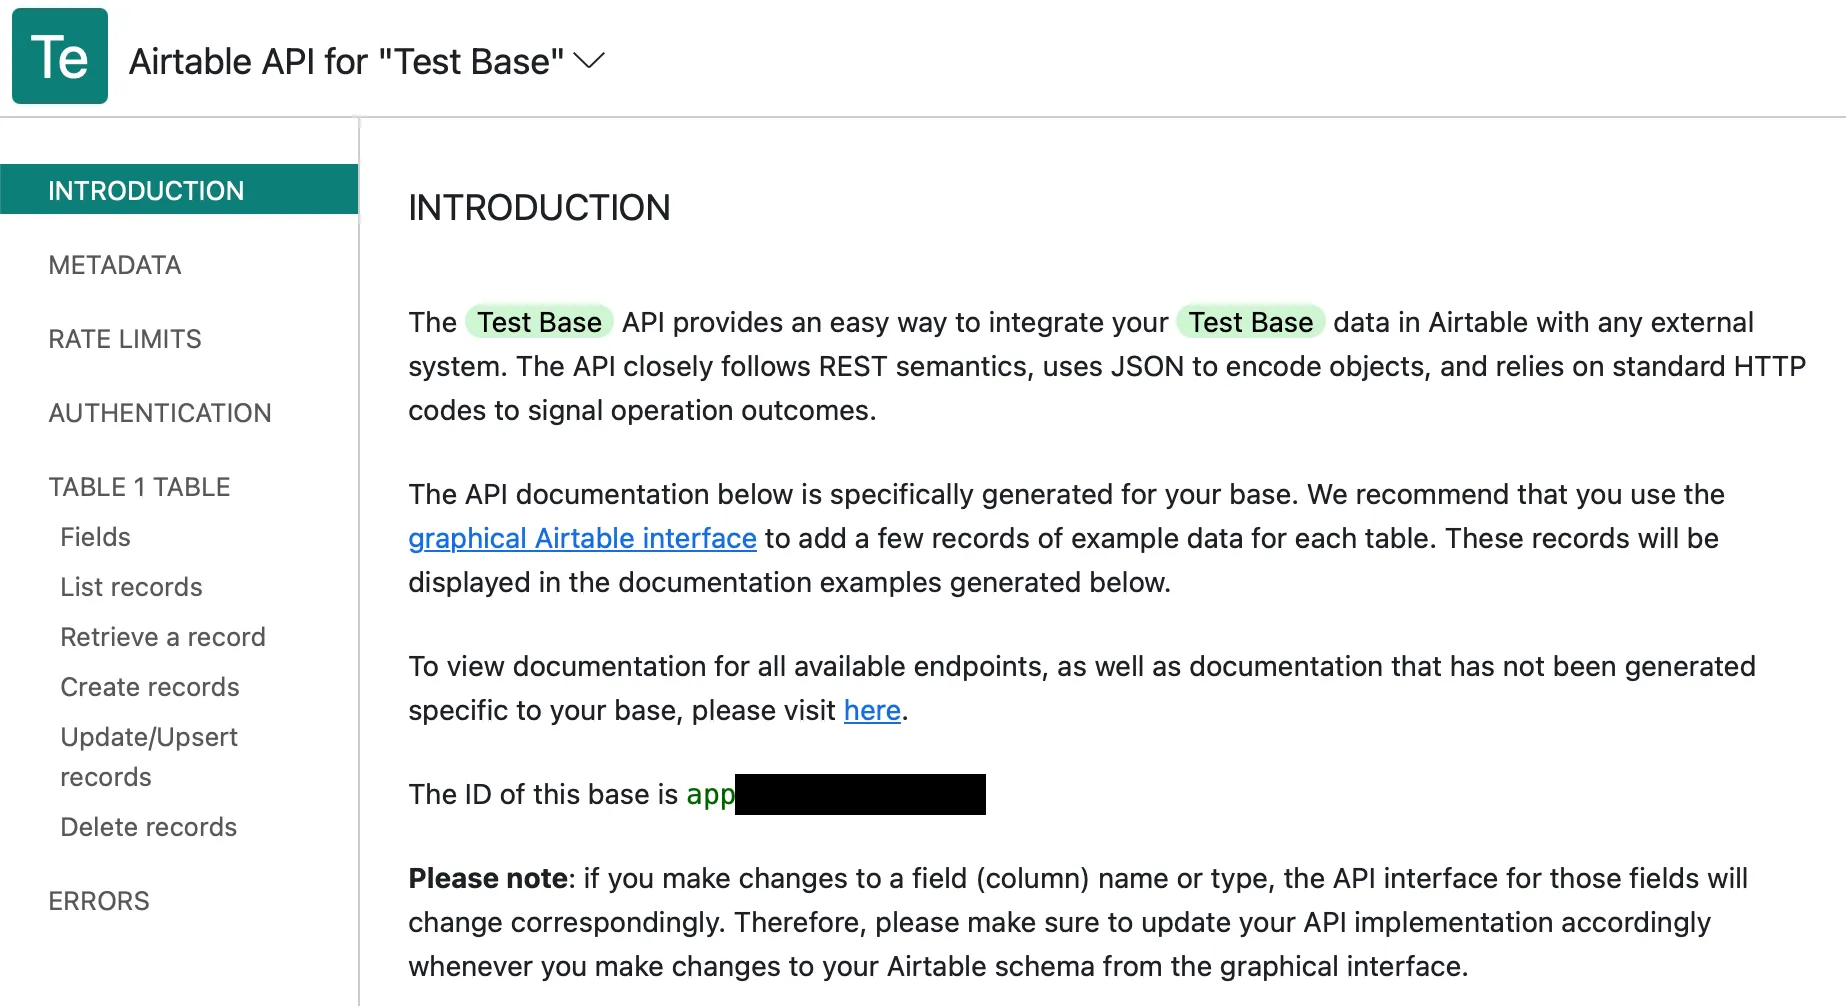 Te
Airtable API for "Test Base"
INTRODUCTION
METADATA
RATE LIMITS
AUTHENTICATION
TABLE 1 TABLE
Fields
List records
Retrieve a record
Create records
Update/Upsert
records
Delete records
ERRORS
INTRODUCTION
The Test Base API provides an easy way to integrate your Test Base data in Airtable with any external
system. The API closely follows REST semantics, uses JSON to encode objects, and relies on standard HTTP
codes to signal operation outcomes.
The API documentation below is specifically generated for your base. We recommend that you use the
graphical Airtable interface to add a few records of example data for each table. These records will be
displayed in the documentation examples generated below.
To view documentation for all available endpoints, as well as documentation that has not been generated
specific to your base, please visit here.
The ID of this base is app
Please note: if you make changes to a field (column) name or type, the API interface for those fields will
change correspondingly. Therefore, please make sure to update your API implementation accordingly
whenever you make changes to your Airtable schema from the graphical interface.